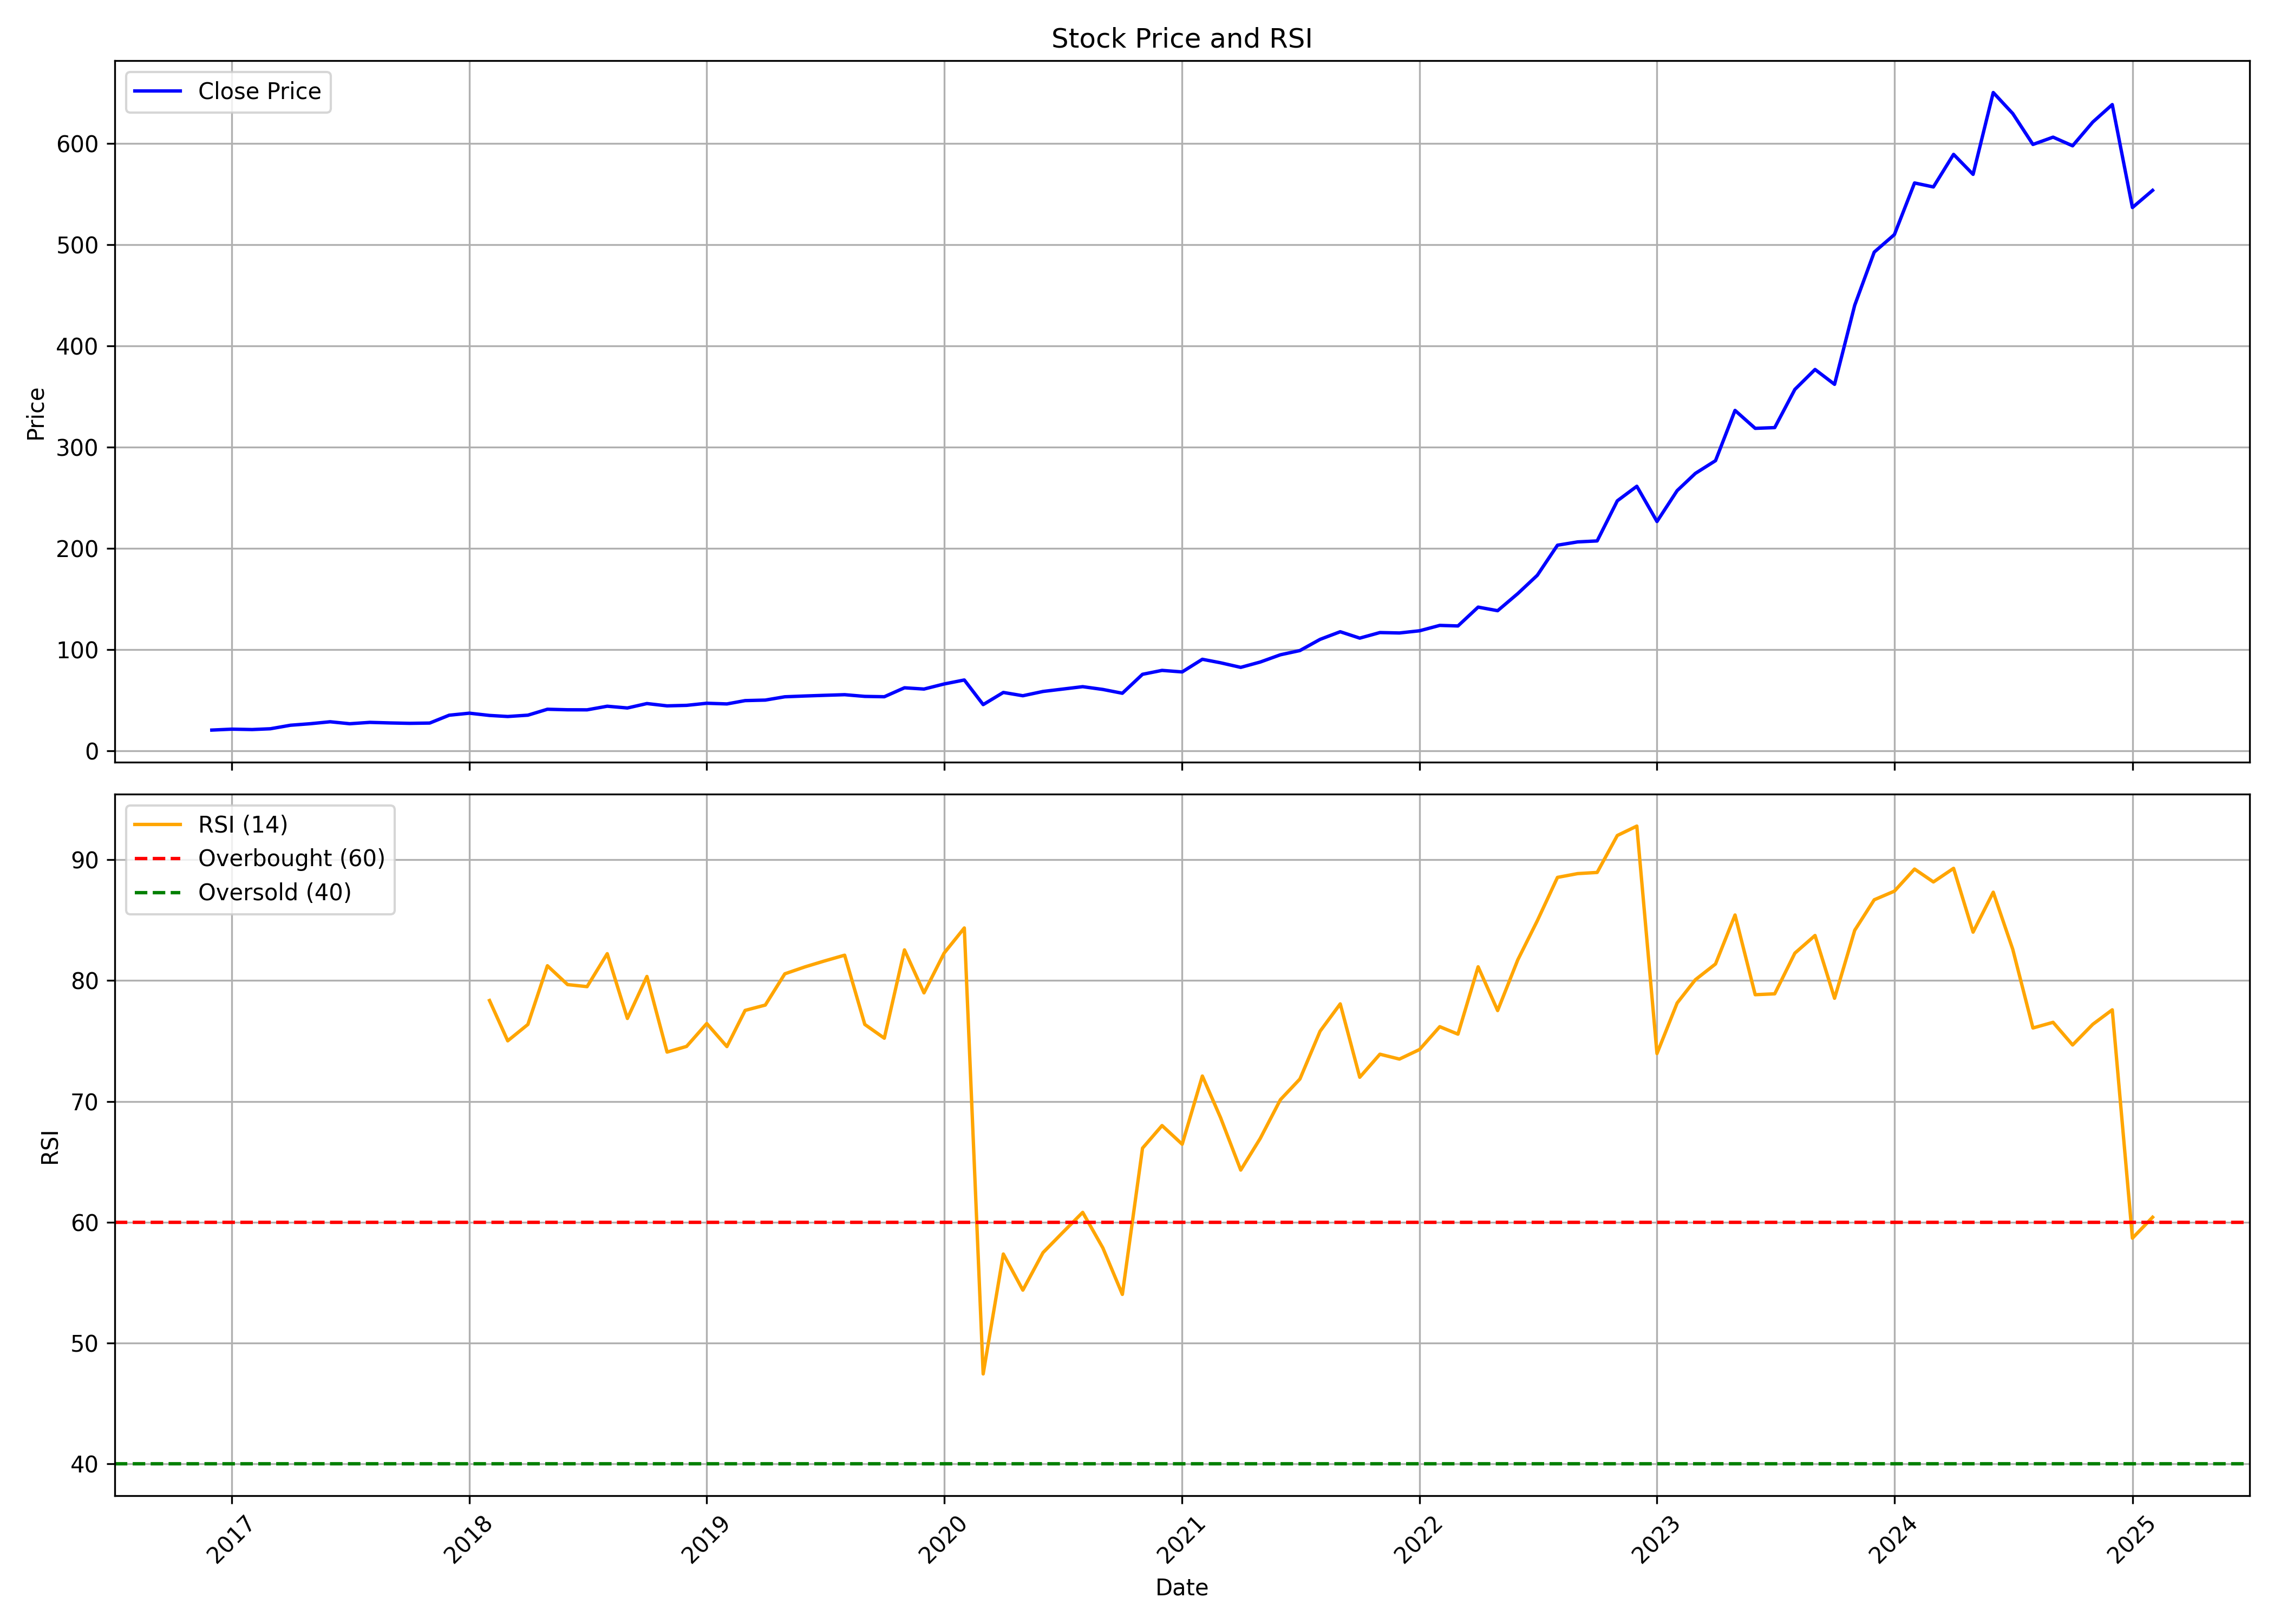 Stock Price and RSI
Close Price
600
500
400
300
200
100
0
Price
RSI (14)
Overbought (60)
Oversold (40)
90
80
70
60
50
40
RSI
2017 2018 2019 2020 2021 2022 2023 2024 2025
Date